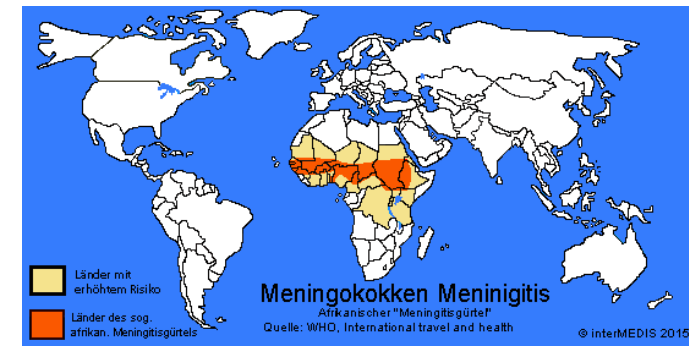 Länder mit
erhöhtem Risiko
Länder des sog.
afrikan. Meningitisgürtels
Meningokokken Meninigitis
Afrikanischer "Meningitisgürtel"
Quelle: WHO, International travel and health
© interMEDIS 2015